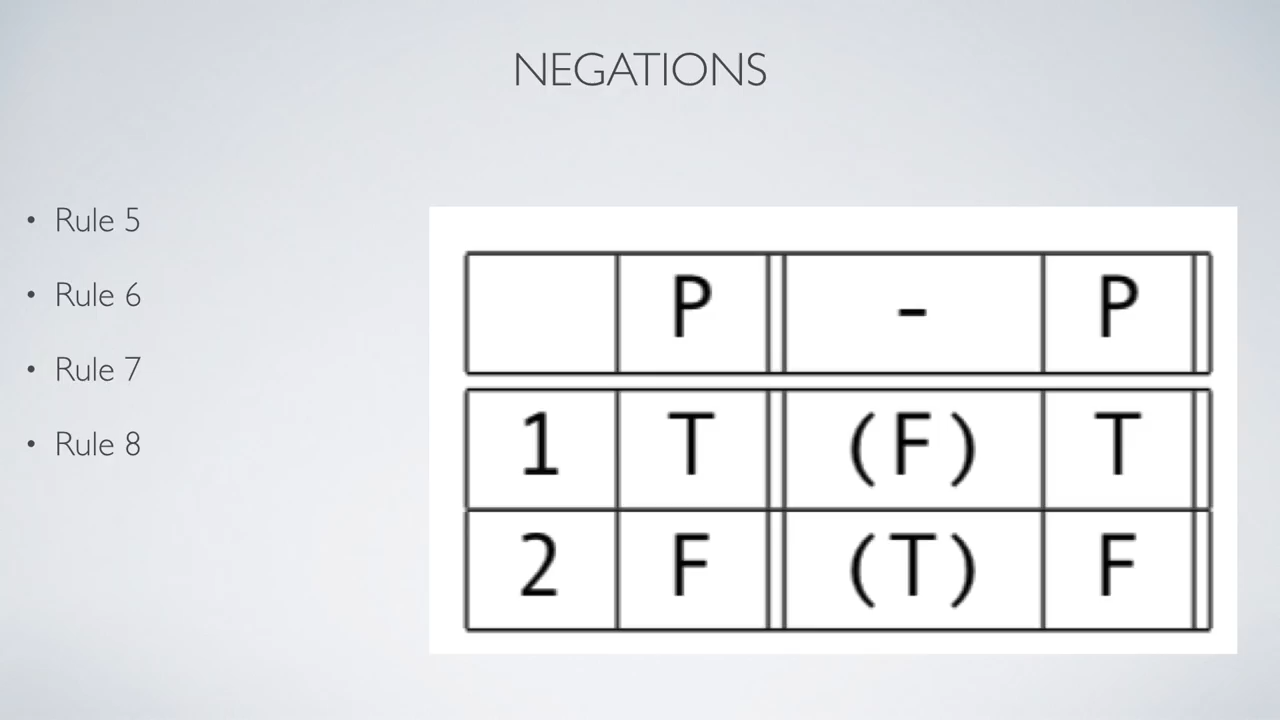 NEGATIONS
• Rule 5
• Rule 6
• Rule 7
• Rule 8
P - P
1 T (F) T
2 F (T) F